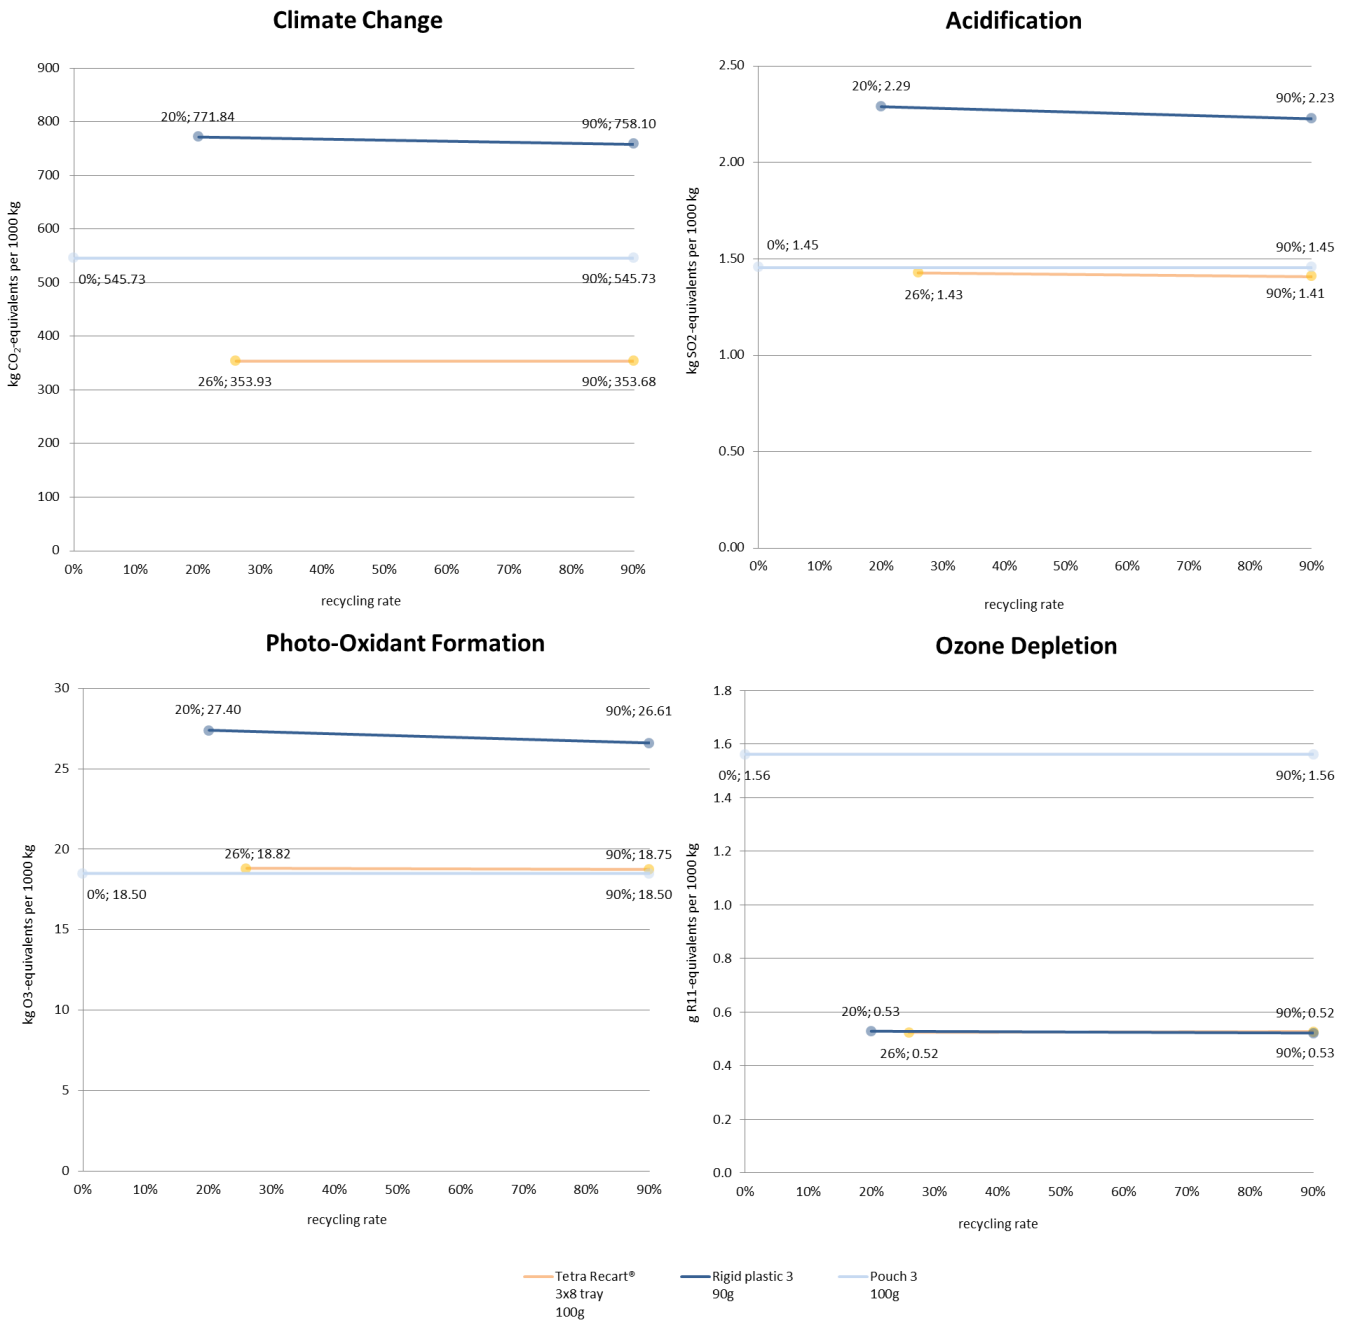 Climate Change
900
800
700
600
500
400
300
200
100
0
kg CO₂-equivalents per 1000 kg
20%; 771.84
90%; 758.10
0%; 545.73
90%; 545.73
26%; 353.93
90%; 353.68
0% 10% 20% 30% 40% 50% 60% 70% 80% 90%
recycling rate
Acidification
2.50
2.00
1.50
1.00
0.50
0.00
kg SO2-equivalents per 1000 kg
20%; 2.29
90%; 2.23
0%; 1.45
90%; 1.45
26%; 1.43
90%; 1.41
0% 10% 20% 30% 40% 50% 60% 70% 80% 90%
recycling rate
Photo-Oxidant Formation
30
25
20
15
10
5
0
kg O3-equivalents per 1000 kg
20%; 27.40
90%; 26.61
26%; 18.82
90%; 18.75
0%; 18.50
90%; 18.50
0% 10% 20% 30% 40% 50% 60% 70% 80% 90%
recycling rate
Ozone Depletion
1.8
1.6
1.4
1.2
1.0
0.8
0.6
0.4
0.2
0.0
g R11-equivalents per 1000 kg
0%; 1.56
90%; 1.56
20%; 0.53
90%; 0.52
26%; 0.52
90%; 0.53
0% 10% 20% 30% 40% 50% 60% 70% 80% 90%
recycling rate
Tetra Recart®
3x8 tray
100g
Rigid plastic 3
90g
Pouch 3
100g